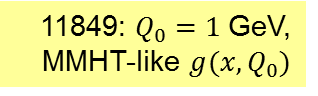 11849: Q₀ = 1 GeV,
MMHT-like g(x, Q₀)